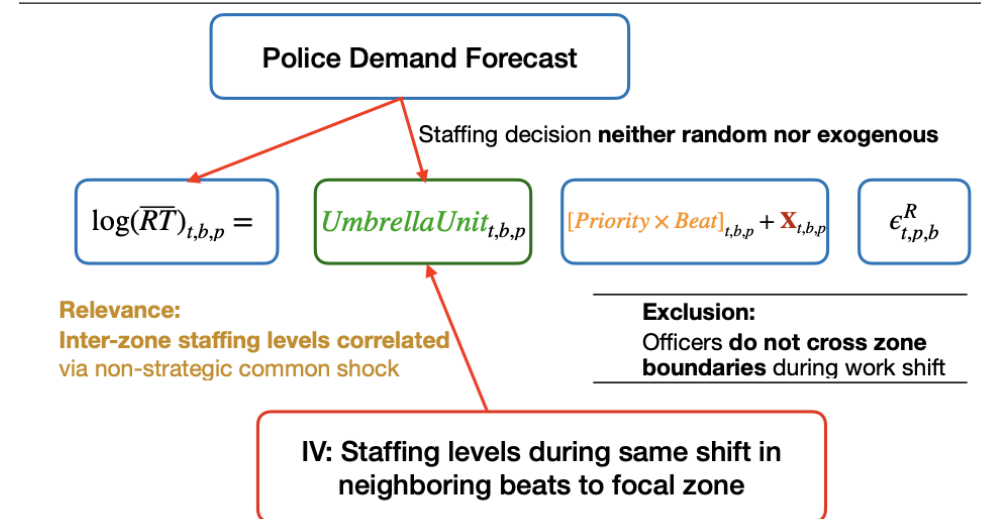 Police Demand Forecast
Staffing decision neither random nor exogenous
log(R̅T̅)ₜ,b,ₚ = UmbrellaUnitₜ,b,ₚ [Priority × Beat]ₜ,b,ₚ + Xₜ,b,ₚ ϵᴿₜ,ₚ,b
Relevance:
Inter-zone staffing levels correlated
via non-strategic common shock
Exclusion:
Officers do not cross zone
boundaries during work shift
IV: Staffing levels during same shift in
neighboring beats to focal zone